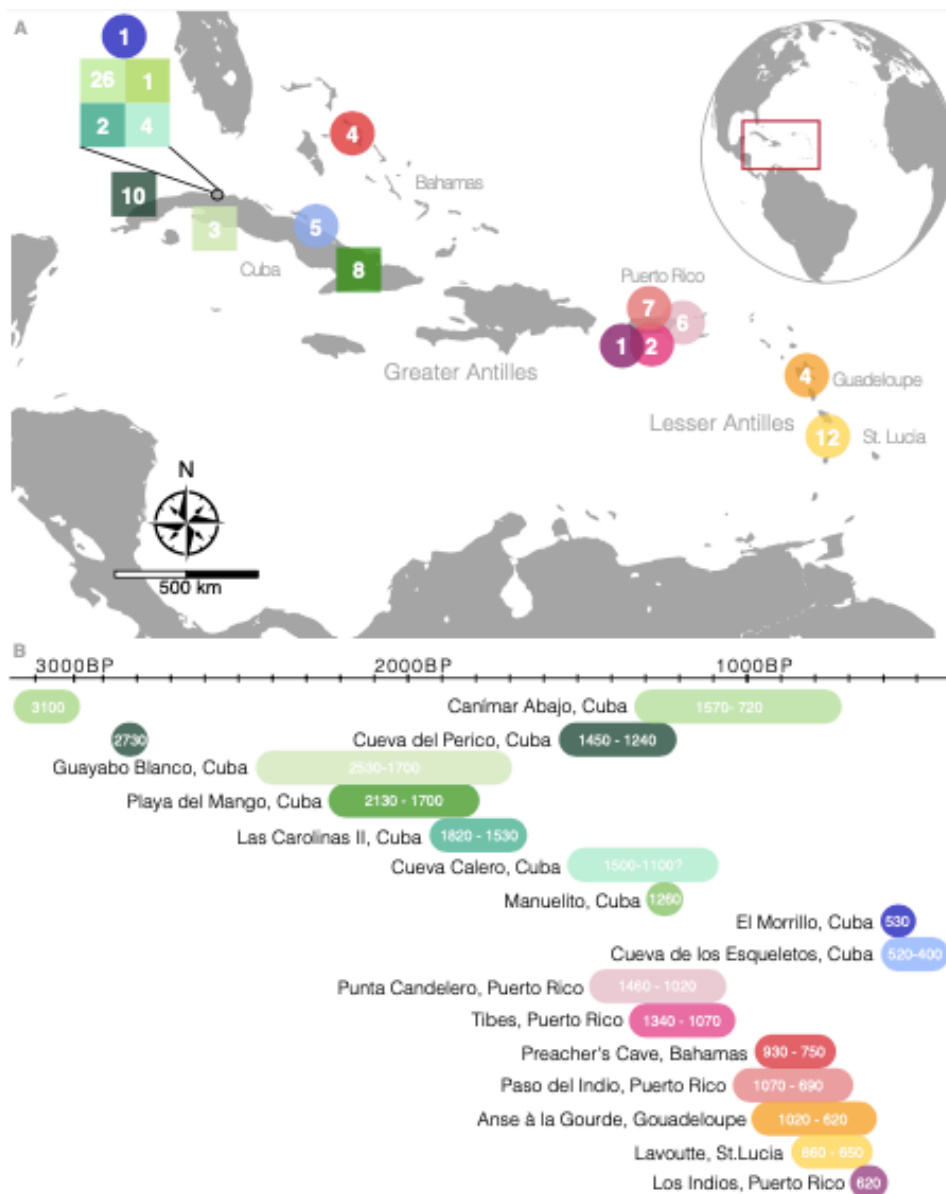 A
1
26 1
2 4
4
Bahamas
10
3
5
Cuba
8
Puerto Rico
7
6
1
2
Greater Antilles
4
Guadeloupe
Lesser Antilles
12
St. Lucia
N
500 km
B
3000BP 2000BP 1000BP
3100 Canímar Abajo, Cuba 1570- 720
2730 Cueva del Perico, Cuba 1450 - 1240
Guayabo Blanco, Cuba 2530-1700
Playa del Mango, Cuba 2130 - 1700
Las Carolinas II, Cuba 1820 - 1530
Cueva Calero, Cuba 1500-1100?
Manuelito, Cuba 1260
El Morrillo, Cuba 530
Cueva de los Esqueletos, Cuba 520-400
Punta Candelero, Puerto Rico 1460 - 1020
Tibes, Puerto Rico 1340 - 1070
Preacher's Cave, Bahamas 930 - 750
Paso del Indio, Puerto Rico 1070 - 690
Anse à la Gourde, Gouadeloupe 1020 - 620
Lavoutte, St.Lucia 860 - 650
Los Indios, Puerto Rico 620